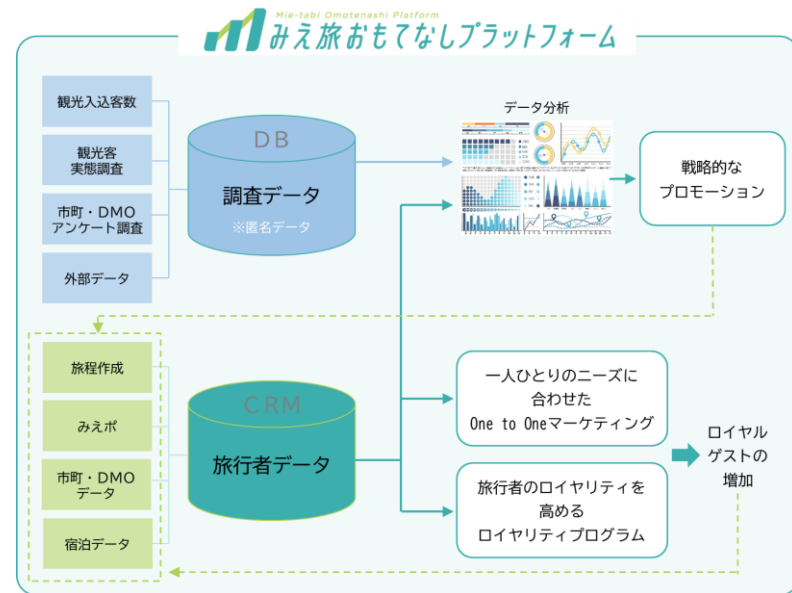 Mie-tabi Omotenashi Platform
みえ旅おもてなしプラットフォーム
観光入込客数
観光客
実態調査
市町・DMO
アンケート調査
外部データ
DB
調査データ
※匿名データ
データ分析
戦略的な
プロモーション
旅程作成
みえポ
市町・DMO
データ
宿泊データ
CRM
旅行者データ
一人ひとりのニーズに
合わせた
One to Oneマーケティング
旅行者のロイヤリティを
高める
ロイヤリティプログラム
ロイヤル
ゲストの
増加